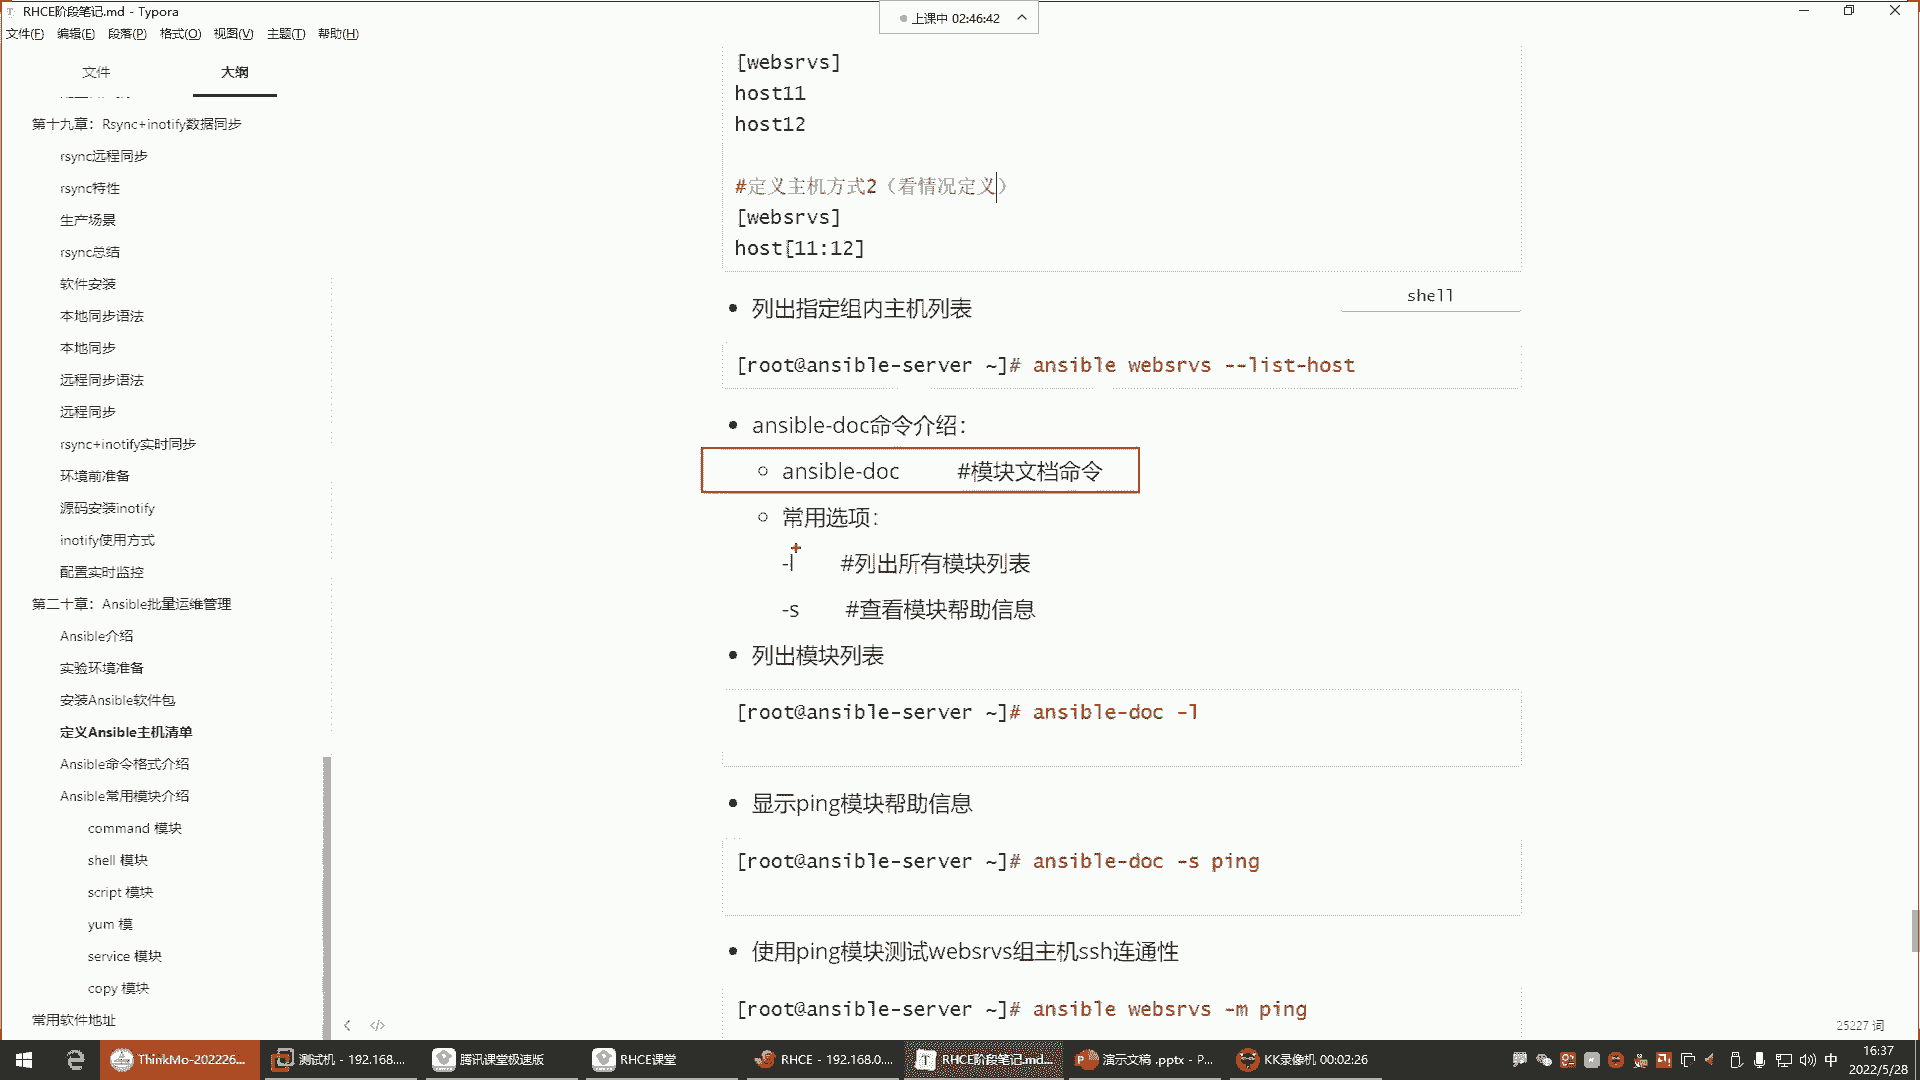 RHCE阶段笔记.md - Typora
上课中 02:46:42
文件(F) 编辑(E) 段落(P) 格式(O) 视图(V) 主题(T) 帮助(H)
文件 大纲
第十九章：Rsync+inotify数据同步
rsync远程同步
rsync特性
生产场景
rsync总结
软件安装
本地同步语法
本地同步
远程同步语法
远程同步
rsync+inotify实时同步
环境前准备
源码安装inotify
inotify使用方式
配置实时监控
第二十章：Ansible批量运维管理
Ansible介绍
实验环境准备
安装Ansible软件包
定义Ansible主机清单
Ansible命令格式介绍
Ansible常用模块介绍
command 模块
shell 模块
script 模块
yum 模
service 模块
copy 模块
常用软件地址
[websrvs]
host11
host12
#定义主机方式2（看情况定义）
[websrvs]
host[11:12]
shell
列出指定组内主机列表
[root@ansible-server ~]# ansible websrvs --list-host
ansible-doc命令介绍：
ansible-doc #模块文档命令
常用选项：
-l #列出所有模块列表
-s #查看模块帮助信息
列出模块列表
[root@ansible-server ~]# ansible-doc -l
显示ping模块帮助信息
[root@ansible-server ~]# ansible-doc -s ping
使用ping模块测试websrvs组主机ssh连通性
[root@ansible-server ~]# ansible websrvs -m ping
25227 词
ThinkMo-202226... 测试机 - 192.168.... 腾讯课堂极速版 RHCE课堂 RHCE - 192.168.0.... RHCE阶段笔记.md... 演示文稿 .pptx - P... KK录像机 00:02:26
中
16:37
2022/5/28